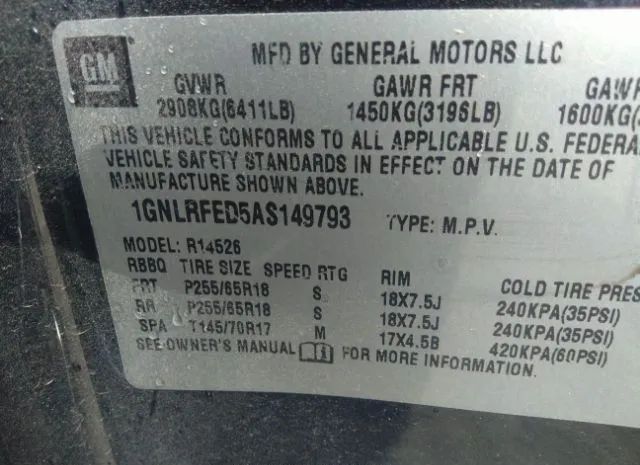 GM
MFD BY GENERAL MOTORS LLC
GVWR GAWR FRT GAWR
2908KG(6411LB) 1450KG(3196LB) 1600KG(
THIS VEHICLE CONFORMS TO ALL APPLICABLE U.S. FEDERAL
VEHICLE SAFETY STANDARDS IN EFFECT ON THE DATE OF
MANUFACTURE SHOWN ABOVE.
1GNLRFED5AS149793 TYPE: M.P.V.
MODEL: R14526
RBBQ TIRE SIZE SPEED RTG RIM COLD TIRE PRES
FRT P255/65R18 S 18X7.5J 240KPA(35PSI)
RR P255/65R18 S 18X7.5J 240KPA(35PSI)
SPA T145/70R17 M 17X4.5B 420KPA(60PSI)
SEE OWNER'S MANUAL FOR MORE INFORMATION.